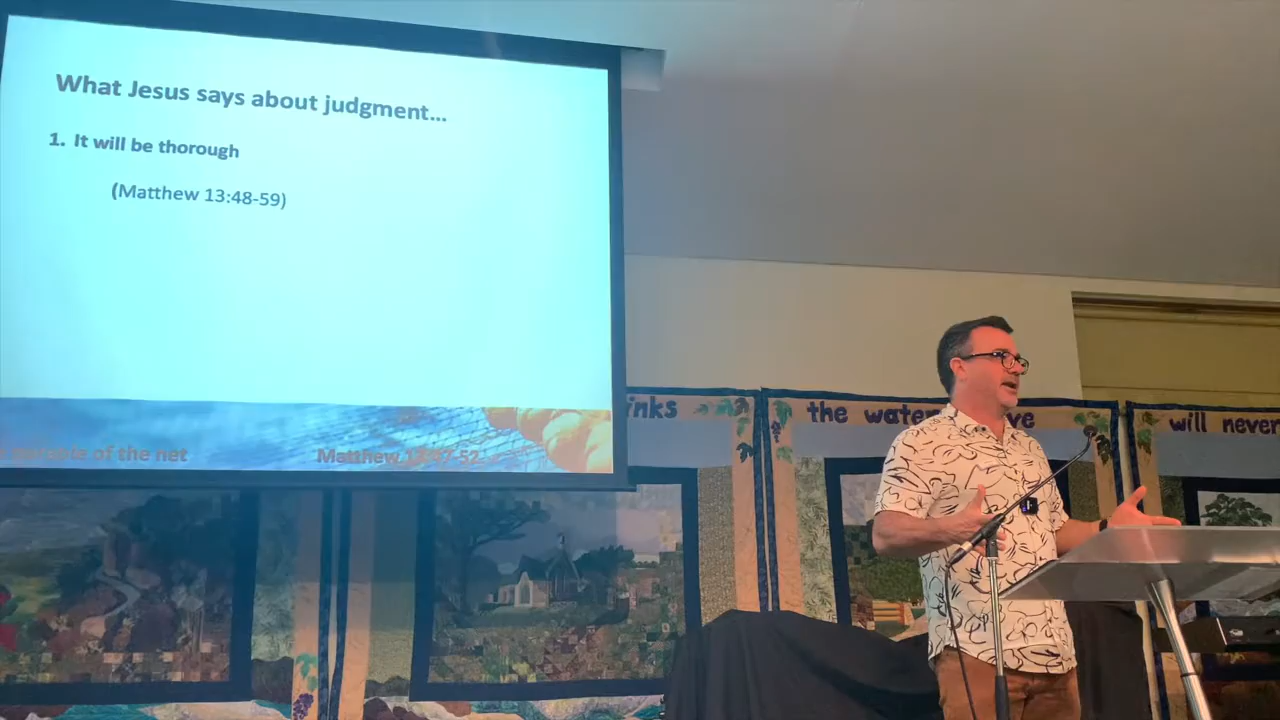 What Jesus says about judgment...
1. It will be thorough
(Matthew 13:48-59)
of the net
Matthew 13:47-52
inks
the water
ve
will never